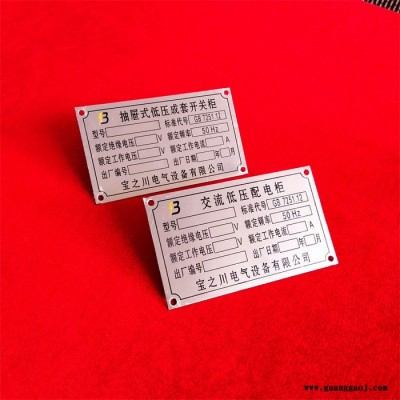 抽屉式低压成套开关柜
型号 标准代号 GB 7251.12
额定绝缘电压 V 额定频率 50 Hz
额定工作电压 V 额定工作电流 A
出厂编号 出厂日期 年 月
宝之川电气设备有限公司
交流低压配电柜
型号 标准代号 GB 7251.12
额定绝缘电压 V 额定频率 50 Hz
额定工作电压 V 额定工作电流 A
出厂编号 出厂日期 年 月
宝之川电气设备有限公司
www.guanggaoj.com